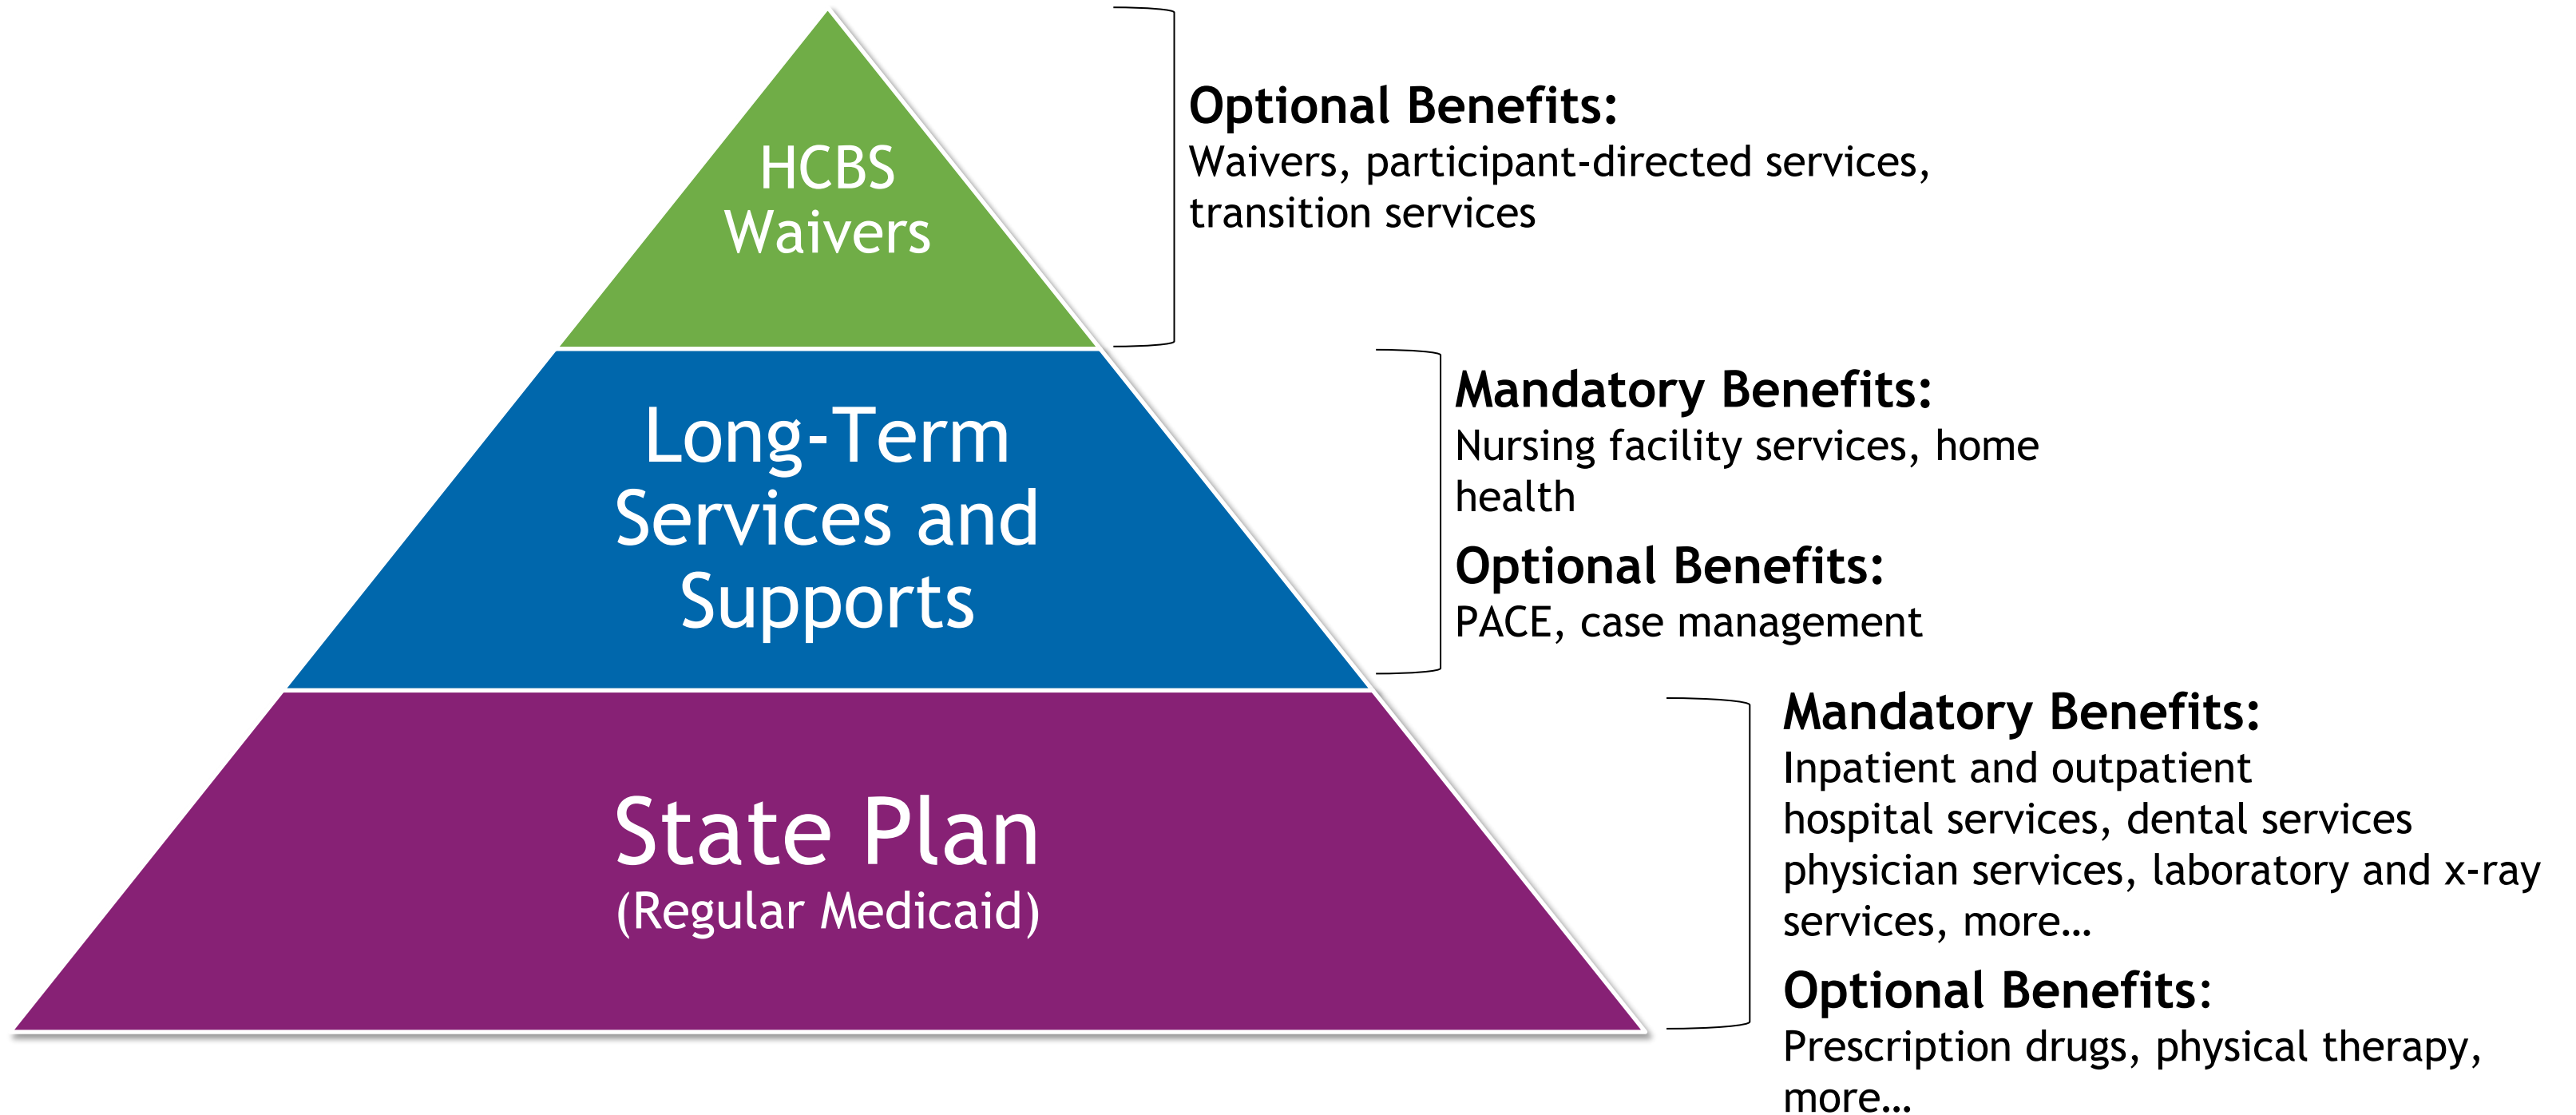 HCBS
Waivers
Optional Benefits:
Waivers, participant-directed services,
transition services
Long-Term
Services and
Supports
Mandatory Benefits:
Nursing facility services, home
health
Optional Benefits:
PACE, case management
State Plan
(Regular Medicaid)
Mandatory Benefits:
Inpatient and outpatient
hospital services, dental services
physician services, laboratory and x-ray
services, more…
Optional Benefits:
Prescription drugs, physical therapy,
more…